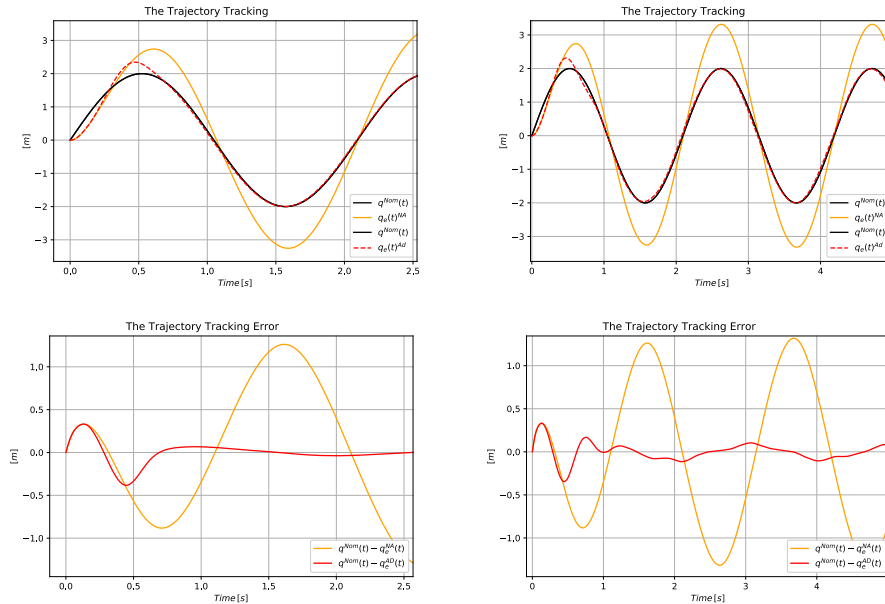 The Trajectory Tracking
[m]
3
2
1
0
−1
−2
−3
0,0 0,5 1,0 1,5 2,0 2,5
Time [s]
q^Nom(t)
q_e(t)^NA
q^Nom(t)
q_e(t)^Ad
The Trajectory Tracking
[m]
3
2
1
0
−1
−2
−3
0 1 2 3 4
Time [s]
q^Nom(t)
q_e(t)^NA
q^Nom(t)
q_e(t)^Ad
The Trajectory Tracking Error
[m]
1,0
0,5
0,0
−0,5
−1,0
0,0 0,5 1,0 1,5 2,0 2,5
Time [s]
q^Nom(t) − q_e^NA(t)
q^Nom(t) − q_e^AD(t)
The Trajectory Tracking Error
[m]
1,0
0,5
0,0
−0,5
−1,0
0,0 1,0 2,0 3,0 4,0
Time [s]
q^Nom(t) − q_e^NA(t)
q^Nom(t) − q_e^AD(t)